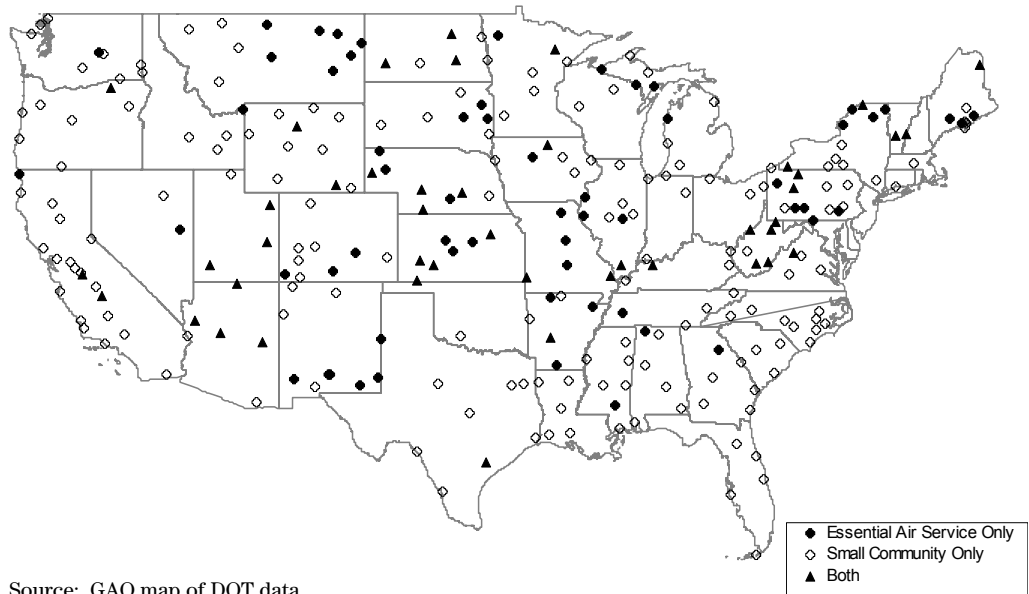 Essential Air Service Only
Small Community Only
Both
Source: GAO map of DOT data